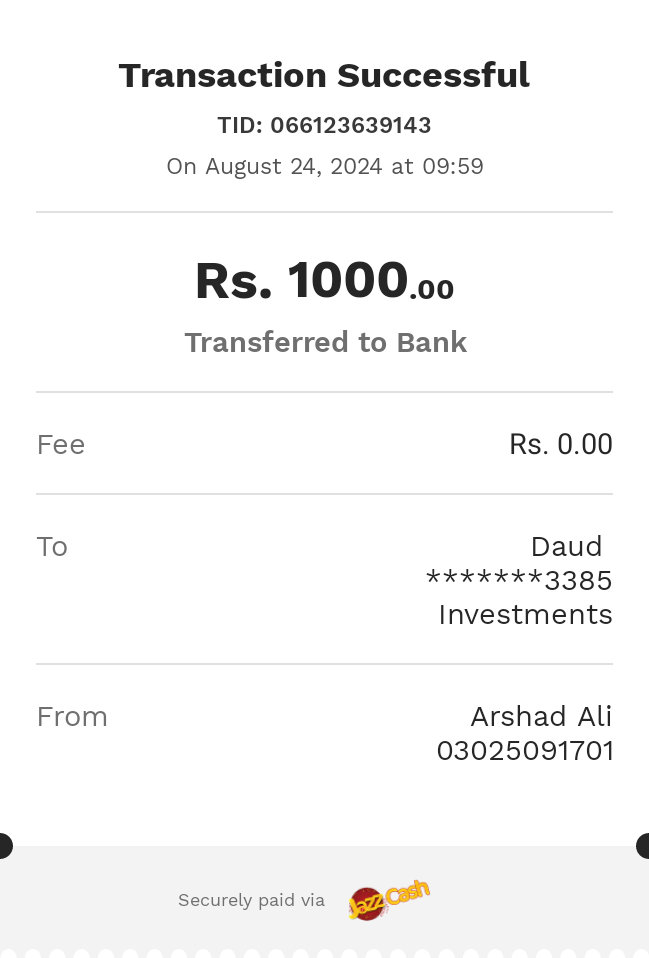 Transaction Successful
TID: 066123639143
On August 24, 2024 at 09:59
Rs. 1000.00
Transferred to Bank
Fee Rs. 0.00
To Daud
*******3385
Investments
From Arshad Ali
03025091701
Securely paid via JazzCash